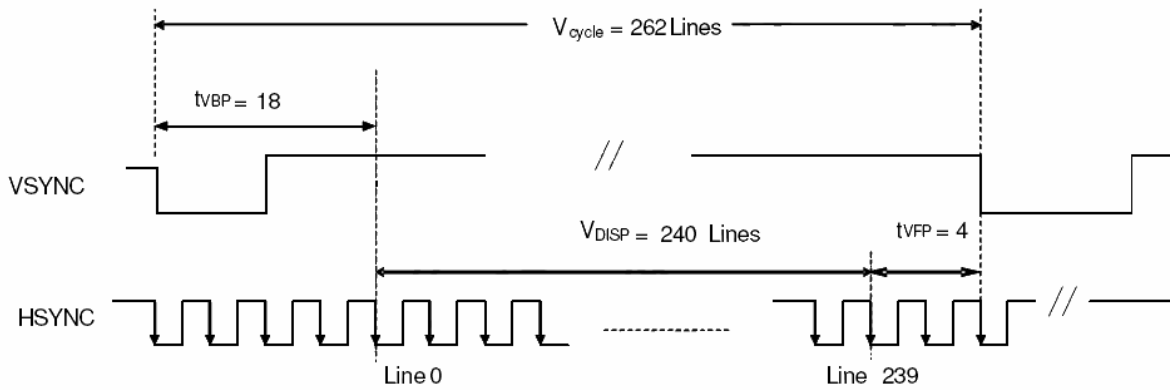 Vcycle = 262 Lines
tVBP = 18
//
VSYNC
VDISP = 240 Lines
tVFP = 4
HSYNC
//
Line 0
Line 239